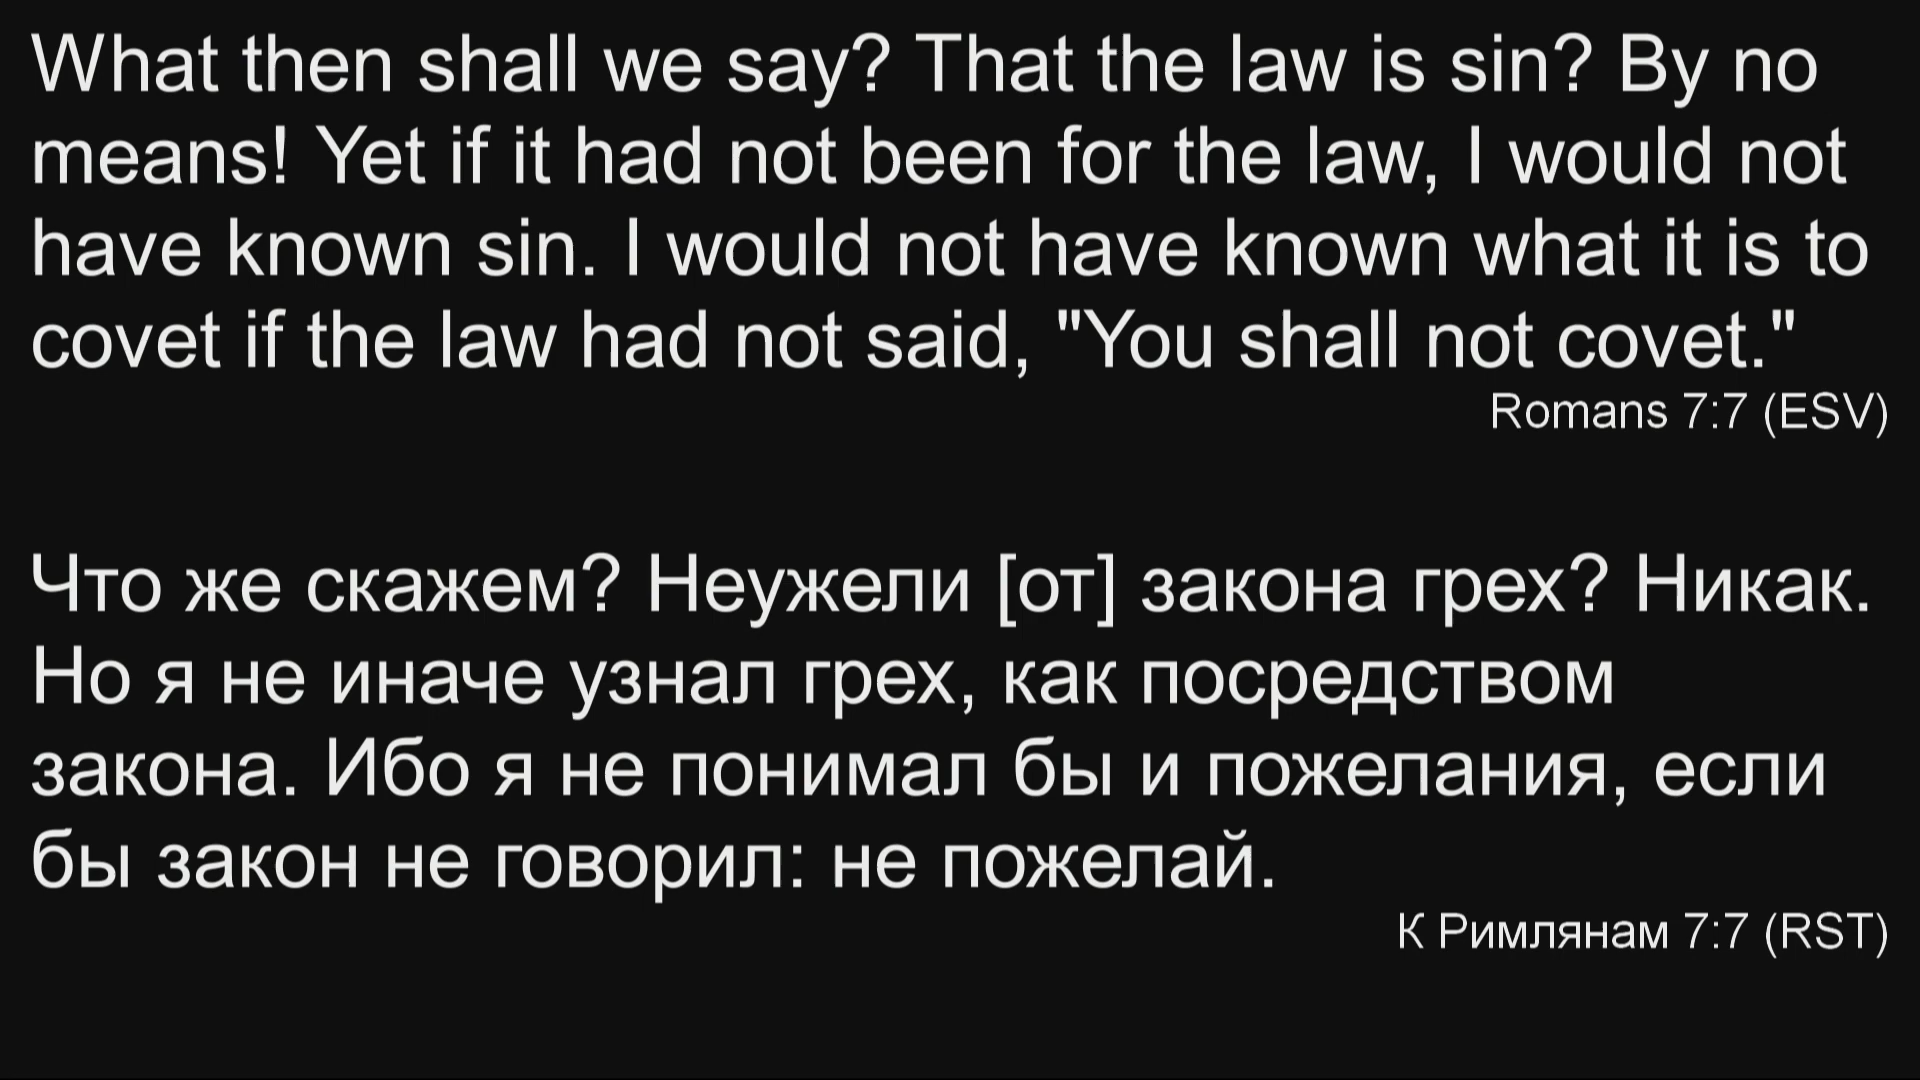 What then shall we say? That the law is sin? By no
means! Yet if it had not been for the law, I would not
have known sin. I would not have known what it is to
covet if the law had not said, "You shall not covet."
Romans 7:7 (ESV)
Что же скажем? Неужели [от] закона грех? Никак.
Но я не иначе узнал грех, как посредством
закона. Ибо я не понимал бы и пожелания, если
бы закон не говорил: не пожелай.
К Римлянам 7:7 (RST)